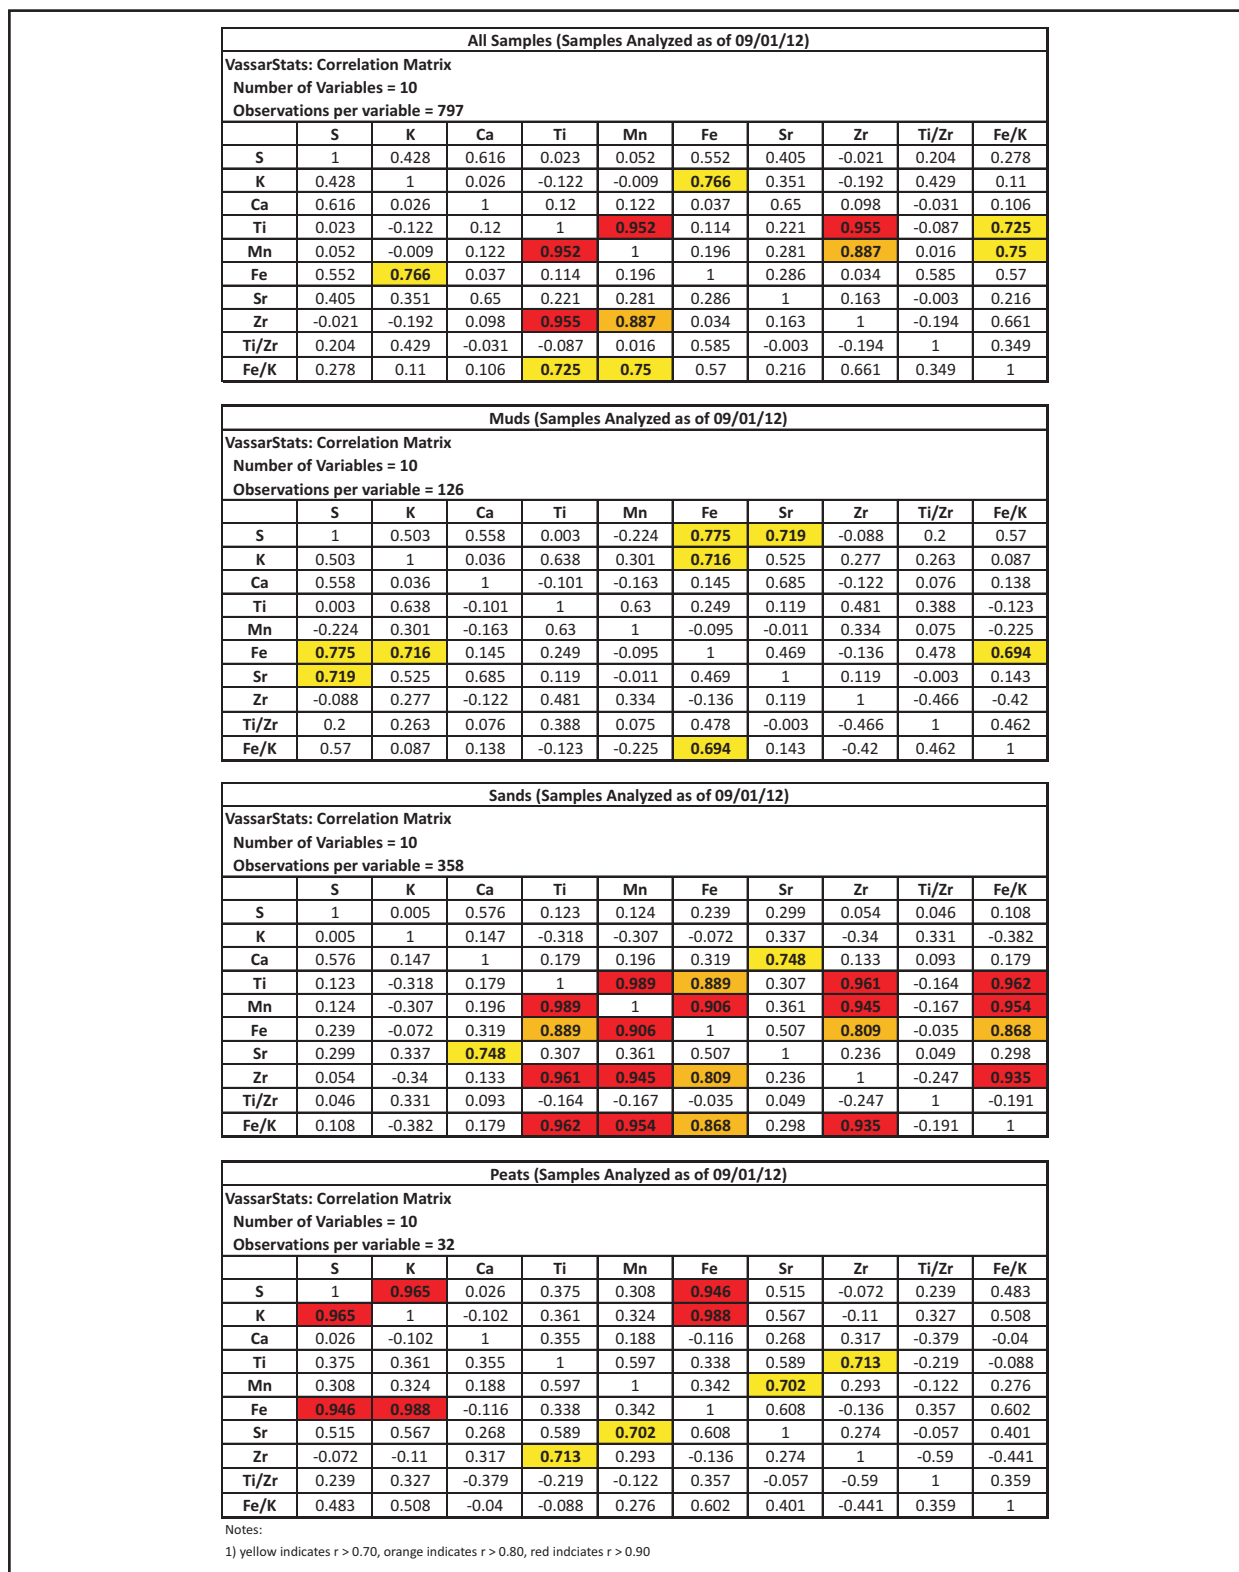 All Samples (Samples Analyzed as of 09/01/12)
VassarStats: Correlation Matrix
Number of Variables = 10
Observations per variable = 797
S K Ca Ti Mn Fe Sr Zr Ti/Zr Fe/K
S 1 0.428 0.616 0.023 0.052 0.552 0.405 -0.021 0.204 0.278
K 0.428 1 0.026 -0.122 -0.009 0.766 0.351 -0.192 0.429 0.11
Ca 0.616 0.026 1 0.12 0.122 0.037 0.65 0.098 -0.031 0.106
Ti 0.023 -0.122 0.12 1 0.952 0.114 0.221 0.955 -0.087 0.725
Mn 0.052 -0.009 0.122 0.952 1 0.196 0.281 0.887 0.016 0.75
Fe 0.552 0.766 0.037 0.114 0.196 1 0.286 0.034 0.585 0.57
Sr 0.405 0.351 0.65 0.221 0.281 0.286 1 0.163 -0.003 0.216
Zr -0.021 -0.192 0.098 0.955 0.887 0.034 0.163 1 -0.194 0.661
Ti/Zr 0.204 0.429 -0.031 -0.087 0.016 0.585 -0.003 -0.194 1 0.349
Fe/K 0.278 0.11 0.106 0.725 0.75 0.57 0.216 0.661 0.349 1
Muds (Samples Analyzed as of 09/01/12)
VassarStats: Correlation Matrix
Number of Variables = 10
Observations per variable = 126
S K Ca Ti Mn Fe Sr Zr Ti/Zr Fe/K
S 1 0.503 0.558 0.003 -0.224 0.775 0.719 -0.088 0.2 0.57
K 0.503 1 0.036 0.638 0.301 0.716 0.525 0.277 0.263 0.087
Ca 0.558 0.036 1 -0.101 -0.163 0.145 0.685 -0.122 0.076 0.138
Ti 0.003 0.638 -0.101 1 0.63 0.249 0.119 0.481 0.388 -0.123
Mn -0.224 0.301 -0.163 0.63 1 -0.095 -0.011 0.334 0.075 -0.225
Fe 0.775 0.716 0.145 0.249 -0.095 1 0.469 -0.136 0.478 0.694
Sr 0.719 0.525 0.685 0.119 -0.011 0.469 1 0.119 -0.003 0.143
Zr -0.088 0.277 -0.122 0.481 0.334 -0.136 0.119 1 -0.466 -0.42
Ti/Zr 0.2 0.263 0.076 0.388 0.075 0.478 -0.003 -0.466 1 0.462
Fe/K 0.57 0.087 0.138 -0.123 -0.225 0.694 0.143 -0.42 0.462 1
Sands (Samples Analyzed as of 09/01/12)
VassarStats: Correlation Matrix
Number of Variables = 10
Observations per variable = 358
S K Ca Ti Mn Fe Sr Zr Ti/Zr Fe/K
S 1 0.005 0.576 0.123 0.124 0.239 0.299 0.054 0.046 0.108
K 0.005 1 0.147 -0.318 -0.307 -0.072 0.337 -0.34 0.331 -0.382
Ca 0.576 0.147 1 0.179 0.196 0.319 0.748 0.133 0.093 0.179
Ti 0.123 -0.318 0.179 1 0.989 0.889 0.307 0.961 -0.164 0.962
Mn 0.124 -0.307 0.196 0.989 1 0.906 0.361 0.945 -0.167 0.954
Fe 0.239 -0.072 0.319 0.889 0.906 1 0.507 0.809 -0.035 0.868
Sr 0.299 0.337 0.748 0.307 0.361 0.507 1 0.236 0.049 0.298
Zr 0.054 -0.34 0.133 0.961 0.945 0.809 0.236 1 -0.247 0.935
Ti/Zr 0.046 0.331 0.093 -0.164 -0.167 -0.035 0.049 -0.247 1 -0.191
Fe/K 0.108 -0.382 0.179 0.962 0.954 0.868 0.298 0.935 -0.191 1
Peats (Samples Analyzed as of 09/01/12)
VassarStats: Correlation Matrix
Number of Variables = 10
Observations per variable = 32
S K Ca Ti Mn Fe Sr Zr Ti/Zr Fe/K
S 1 0.965 0.026 0.375 0.308 0.946 0.515 -0.072 0.239 0.483
K 0.965 1 -0.102 0.361 0.324 0.988 0.567 -0.11 0.327 0.508
Ca 0.026 -0.102 1 0.355 0.188 -0.116 0.268 0.317 -0.379 -0.04
Ti 0.375 0.361 0.355 1 0.597 0.338 0.589 0.713 -0.219 -0.088
Mn 0.308 0.324 0.188 0.597 1 0.342 0.702 0.293 -0.122 0.276
Fe 0.946 0.988 -0.116 0.338 0.342 1 0.608 -0.136 0.357 0.602
Sr 0.515 0.567 0.268 0.589 0.702 0.608 1 0.274 -0.057 0.401
Zr -0.072 -0.11 0.317 0.713 0.293 -0.136 0.274 1 -0.59 -0.441
Ti/Zr 0.239 0.327 -0.379 -0.219 -0.122 0.357 -0.057 -0.59 1 0.359
Fe/K 0.483 0.508 -0.04 -0.088 0.276 0.602 0.401 -0.441 0.359 1
Notes:
1) yellow indicates r > 0.70, orange indicates r > 0.80, red indciates r > 0.90